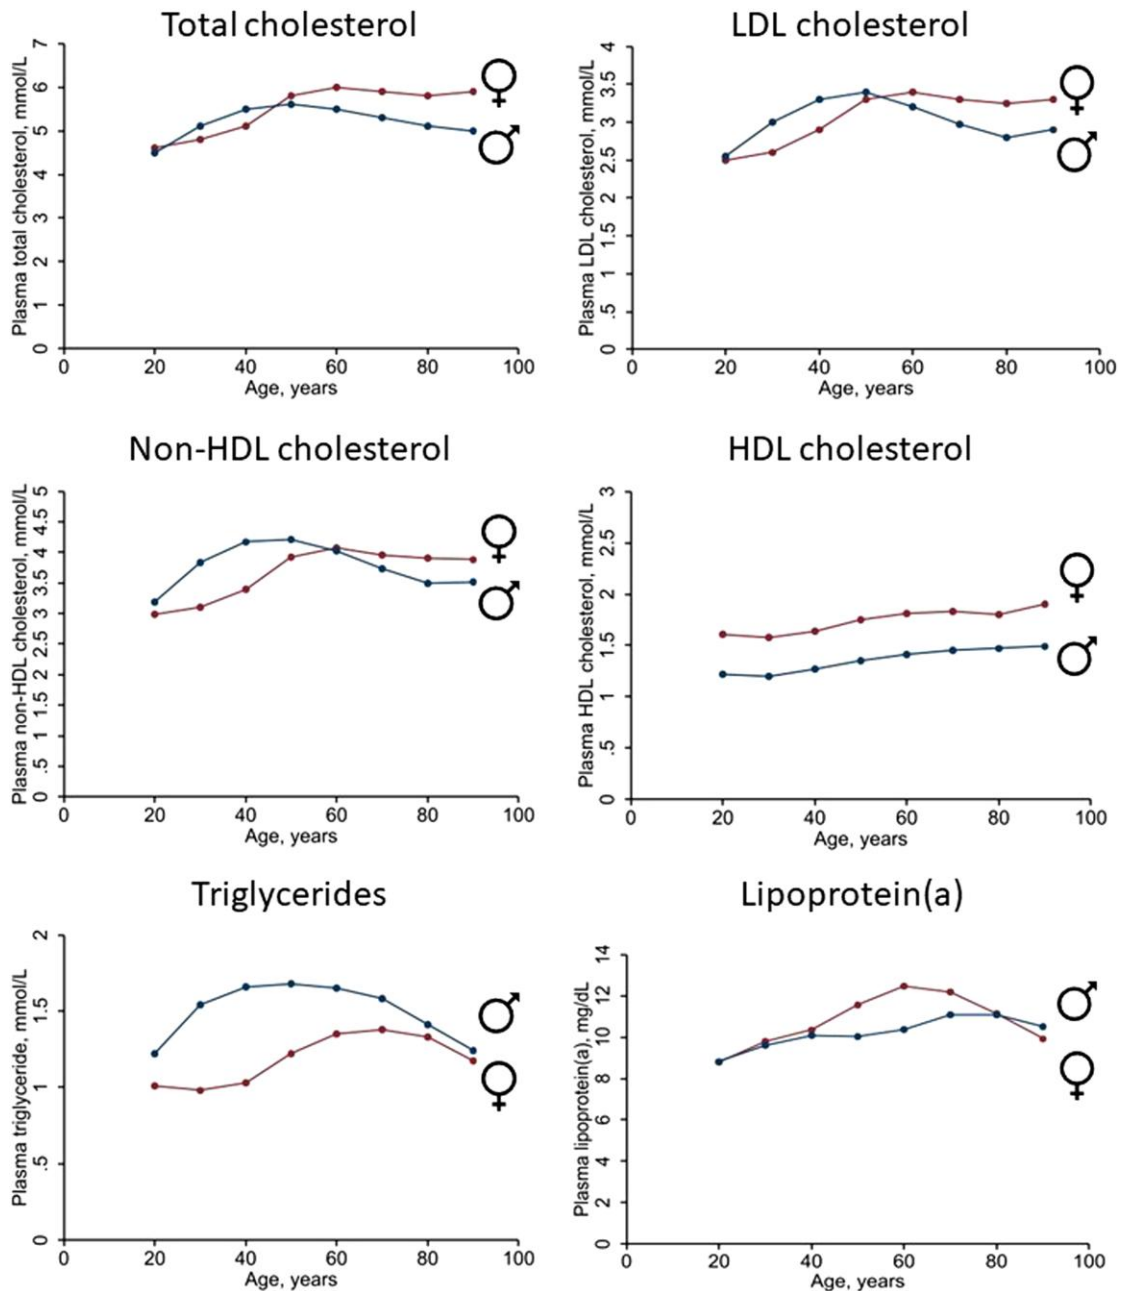 Total cholesterol
Plasma total cholesterol, mmol/L
7
6
5
4
3
2
1
0
0 20 40 60 80 100
Age, years
LDL cholesterol
Plasma LDL cholesterol, mmol/L
4
3.5
3
2.5
2
1.5
1
.5
0
0 20 40 60 80 100
Age, years
Non-HDL cholesterol
Plasma non-HDL cholesterol, mmol/L
5
4.5
4
3.5
3
2.5
2
1.5
1
.5
0
0 20 40 60 80 100
Age, years
HDL cholesterol
Plasma HDL cholesterol, mmol/L
3
2.5
2
1.5
1
.5
0
0 20 40 60 80 100
Age, years
Triglycerides
Plasma triglyceride, mmol/L
2
1.5
1
.5
0
0 20 40 60 80 100
Age, years
Lipoprotein(a)
Plasma lipoprotein(a), mg/dL
14
12
10
8
6
4
2
0
0 20 40 60 80 100
Age, years